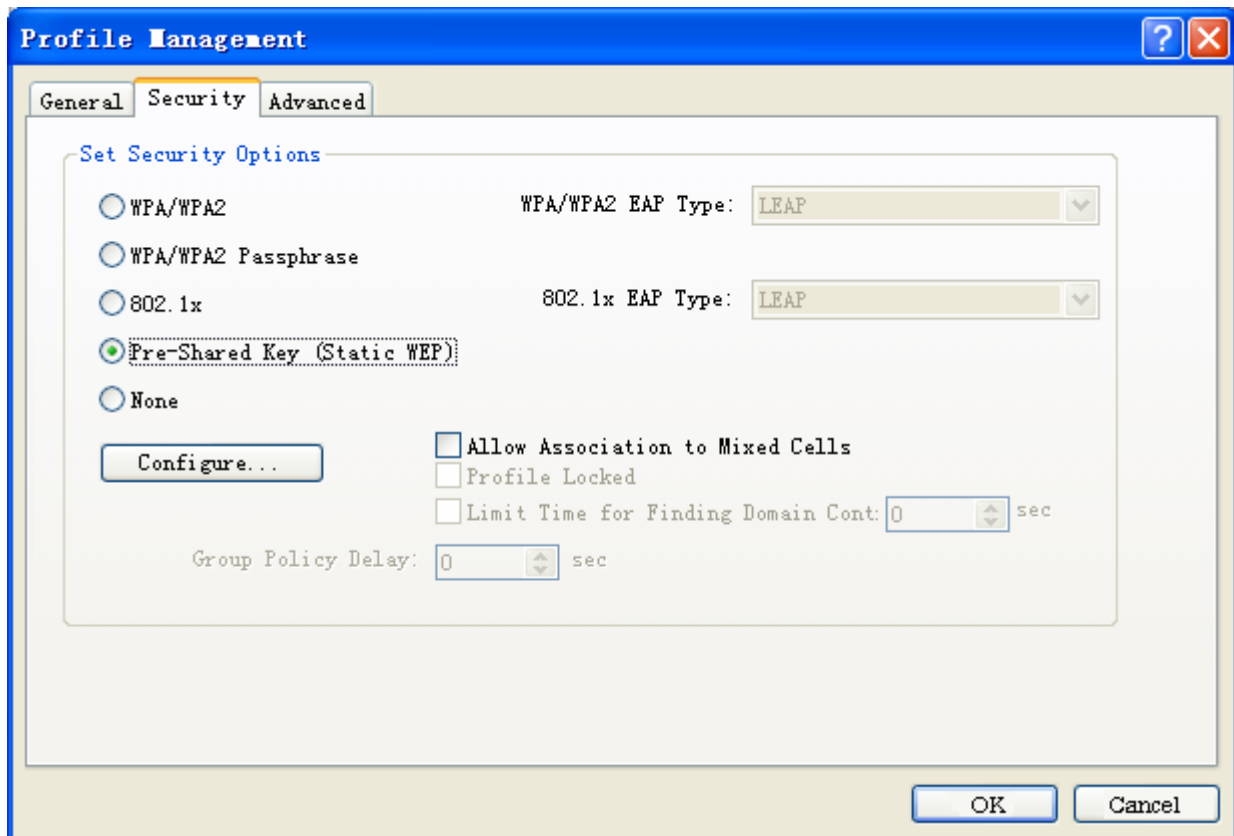 Profile Management
General Security Advanced
Set Security Options
WPA/WPA2 WPA/WPA2 EAP Type: LEAP
WPA/WPA2 Passphrase
802.1x 802.1x EAP Type: LEAP
Pre-Shared Key (Static WEP)
None
Configure... Allow Association to Mixed Cells
Profile Locked
Limit Time for Finding Domain Cont: 0 sec
Group Policy Delay: 0 sec
OK Cancel